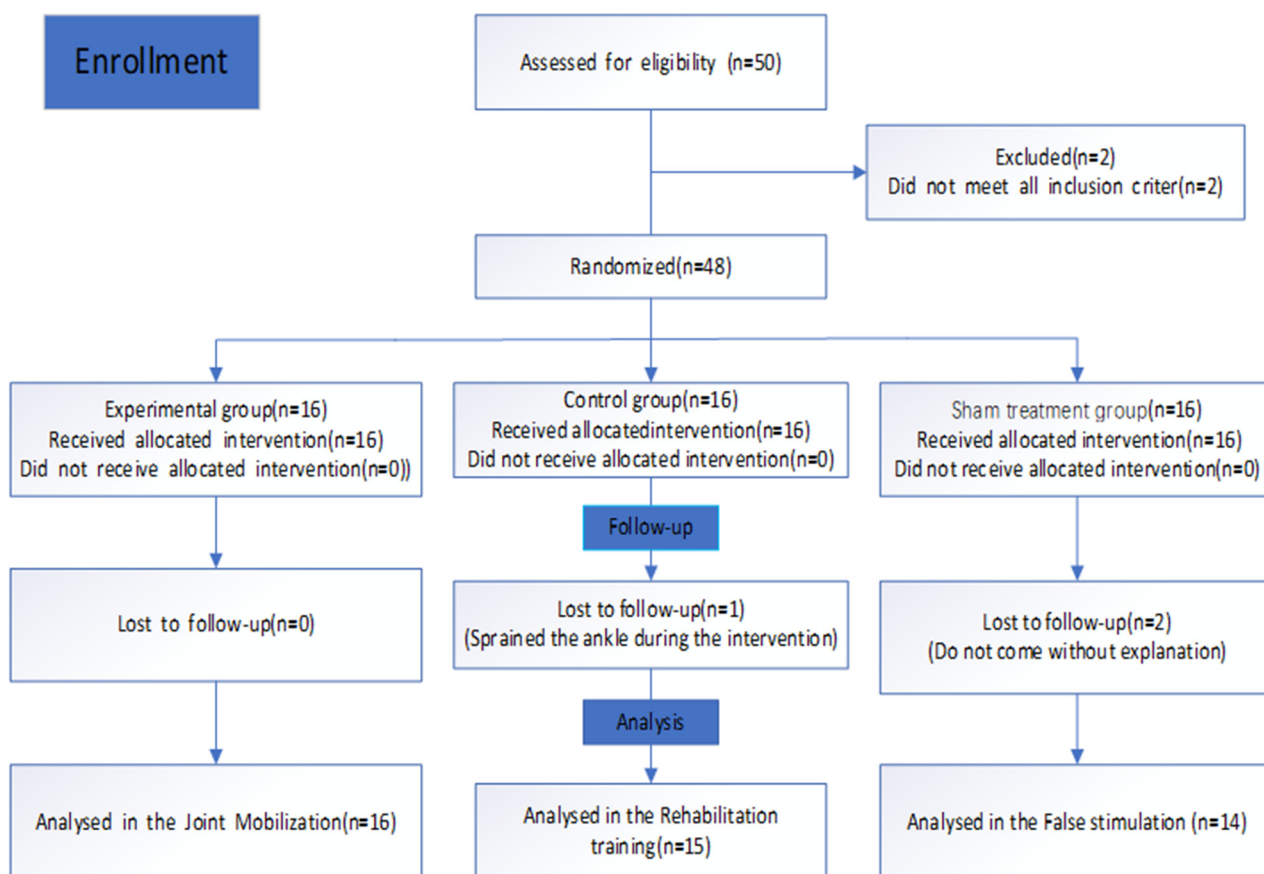 Enrollment
Assessed for eligibility (n=50)
Excluded(n=2)
Did not meet all inclusion criter(n=2)
Randomized(n=48)
Experimental group(n=16)
Received allocated intervention(n=16)
Did not receive allocated intervention(n=0))
Control group(n=16)
Received allocatedintervention(n=16)
Did not receive allocated intervention(n=0)
Sham treatment group(n=16)
Received allocated intervention(n=16)
Did not receive allocated intervention(n=0)
Follow-up
Lost to follow-up(n=0)
Lost to follow-up(n=1)
(Sprained the ankle during the intervention)
Lost to follow-up(n=2)
(Do not come without explanation)
Analysis
Analysed in the Joint Mobilization(n=16)
Analysed in the Rehabilitation
training(n=15)
Analysed in the False stimulation (n=14)